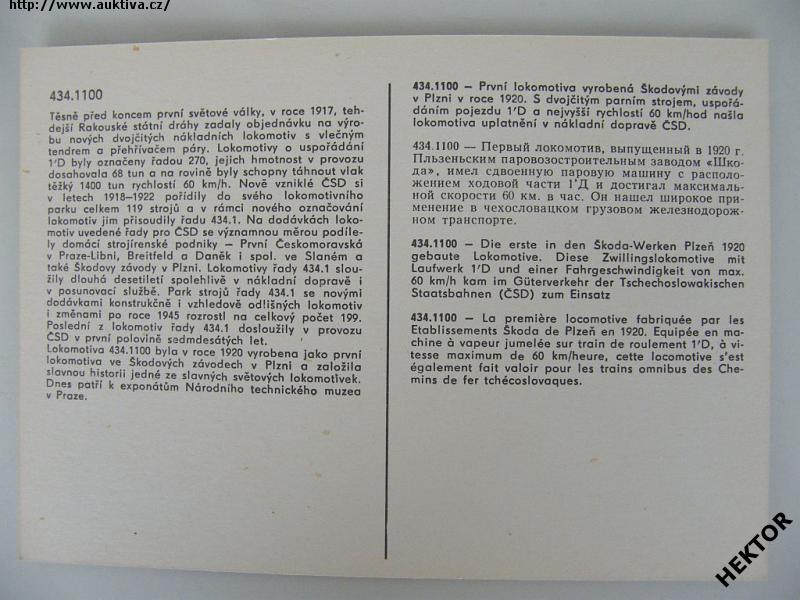 http://www.auktiva.cz/
434.1100
Těsně před koncem první světové války, v roce 1917, teh-
dejší Rakouské státní dráhy zadaly objednávku na výro-
bu nových dvojčitých nákladních lokomotiv s vlečným
tendrem a přehřívačem páry. Lokomotivy o uspořádání
1'D byly označeny řadou 270, jejich hmotnost v provozu
dosahovala 68 tun a na rovině byly schopny táhnout vlak
těžký 1400 tun rychlostí 60 km/h. Nově vzniklé ČSD si
v letech 1918–1922 pořídily do svého lokomotivního
parku celkem 119 strojů a v rámci nového označování
lokomotiv jim přisoudily řadu 434.1. Na dodávkách loko-
motiv uvedené řady pro ČSD se významnou měrou podíle-
ly domácí strojírenské podniky – První Českomoravská
v Praze-Libni, Breitfeld a Daněk i spol. ve Slaném a
také Škodovy závody v Plzni. Lokomotivy řady 434.1 slou-
žily dlouhá desetiletí spolehlivě v nákladní dopravě i
v posunovací službě. Park strojů řady 434.1 se novými
dodávkami konstrukčně i vzhledově odlišných lokomotiv
i změnami po roce 1945 rozrostl na celkový počet 199.
Poslední z lokomotiv řady 434.1 dosloužily v provozu
ČSD v první polovině sedmdesátých let.
Lokomotiva 434.1100 byla v roce 1920 vyrobena jako první
lokomotiva ve Škodových závodech v Plzni a založila
slavnou historii jedné ze slavných světových lokomotivek.
Dnes patří k exponátům Národního technického muzea
v Praze.
434.1100 – První lokomotiva vyrobená Škodovými závody
v Plzni v roce 1920. S dvojčitým parním strojem, uspořá-
dáním pojezdu 1'D a nejvyšší rychlostí 60 km/hod našla
lokomotiva uplatnění v nákladní dopravě ČSD.
434.1100 — Первый локомотив, выпущенный в 1920 г.
Пльзеньским паровозостроительным заводом «Шко-
да», имел сдвоенную паровую машину с располо-
жением ходовой части 1'Д и достигал максималь-
ной скорости 60 км. в час. Он нашел широкое при-
менение в чехословацком грузовом железнодорож-
ном транспорте.
434.1100 – Die erste in den Škoda-Werken Plzeň 1920
gebaute Lokomotive. Diese Zwillingslokomotive mit
Laufwerk 1'D und einer Fahrgeschwindigkeit von max.
60 km/h kam im Güterverkehr der Tschechoslowakischen
Staatsbahnen (ČSD) zum Einsatz
434.1100 – La première locomotive fabriquée par les
Etablissements Škoda de Plzeň en 1920. Equipée en ma-
chine à vapeur jumelée sur train de roulement 1'D, à vi-
tesse maximum de 60 km/heure, cette locomotive s'est
également fait valoir pour les trains omnibus des Che-
mins de fer tchécoslovaques.
HEKTOR